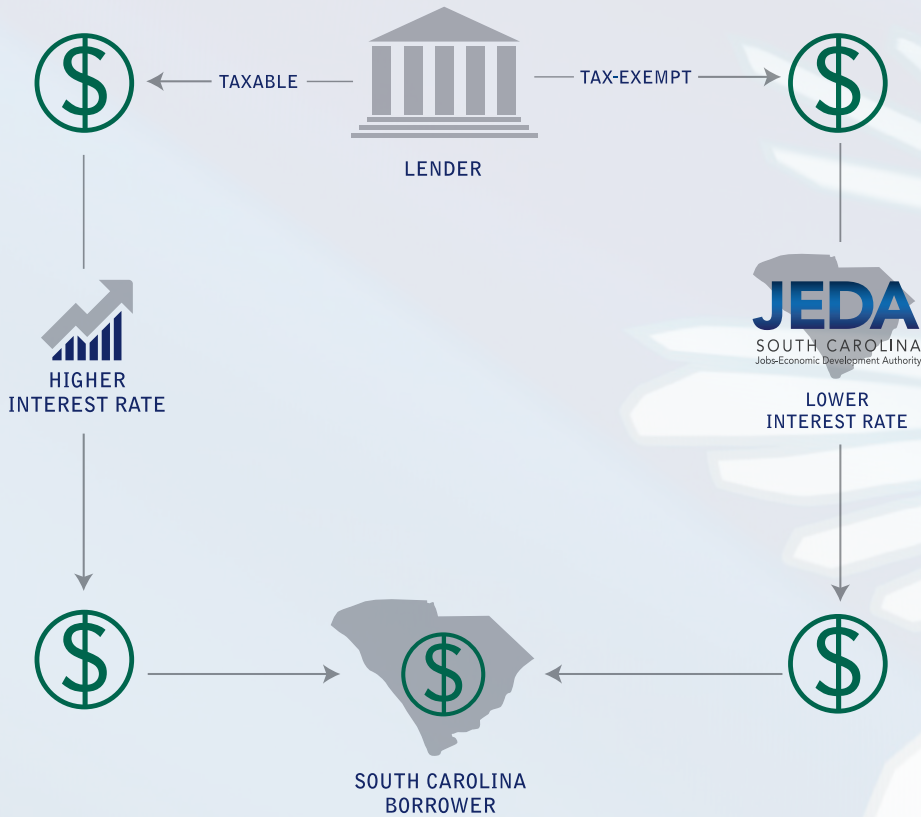 TAXABLE
TAX-EXEMPT
LENDER
HIGHER
INTEREST RATE
JEDA
SOUTH CAROLINA
Jobs-Economic Development Authority
LOWER
INTEREST RATE
SOUTH CAROLINA
BORROWER